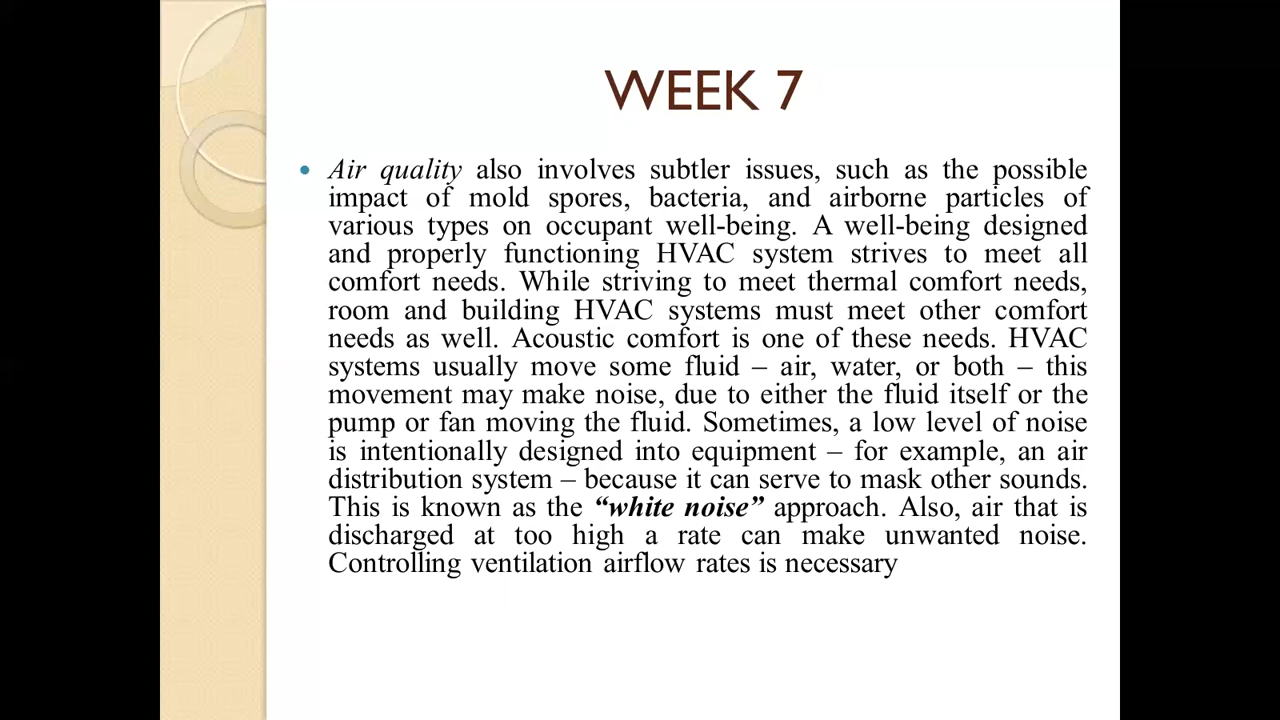 WEEK 7
• Air quality also involves subtler issues, such as the possible
impact of mold spores, bacteria, and airborne particles of
various types on occupant well-being. A well-being designed
and properly functioning HVAC system strives to meet all
comfort needs. While striving to meet thermal comfort needs,
room and building HVAC systems must meet other comfort
needs as well. Acoustic comfort is one of these needs. HVAC
systems usually move some fluid – air, water, or both – this
movement may make noise, due to either the fluid itself or the
pump or fan moving the fluid. Sometimes, a low level of noise
is intentionally designed into equipment – for example, an air
distribution system – because it can serve to mask other sounds.
This is known as the “white noise” approach. Also, air that is
discharged at too high a rate can make unwanted noise.
Controlling ventilation airflow rates is necessary